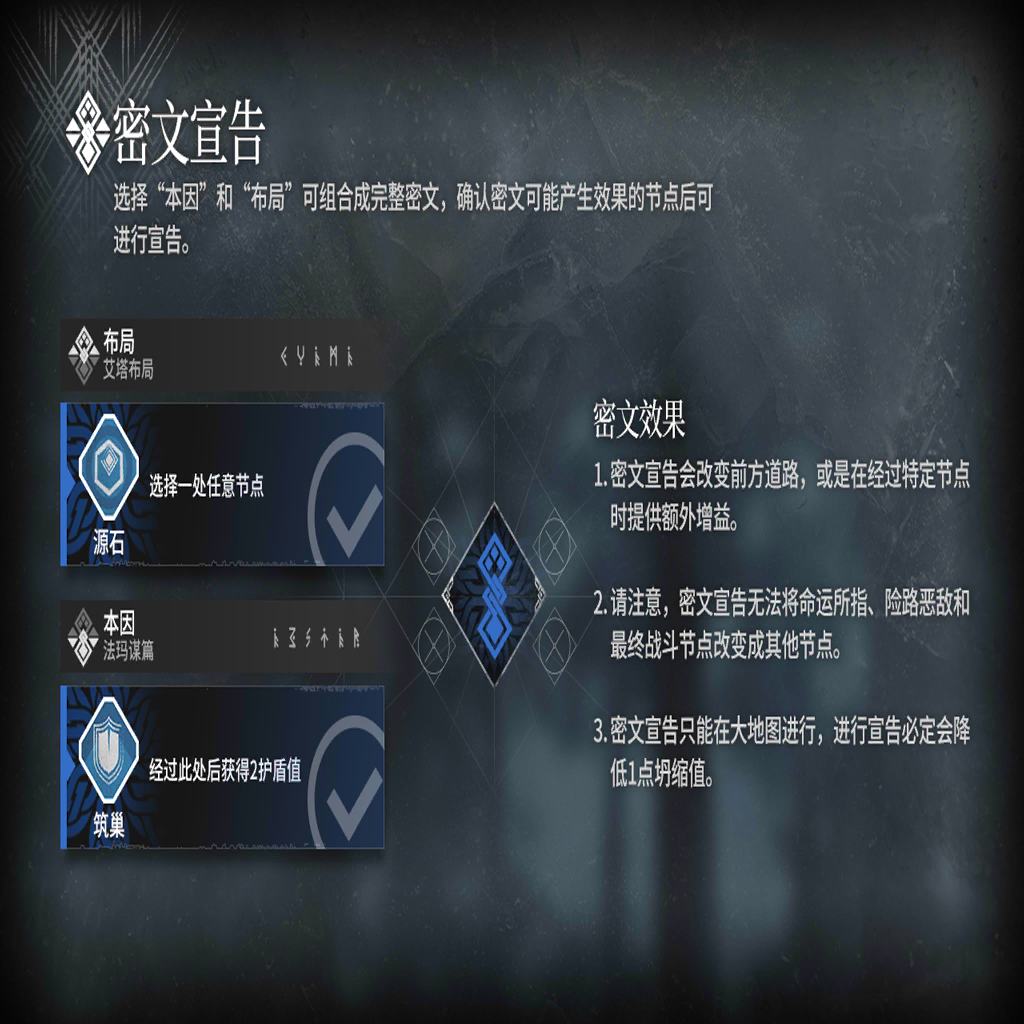 密文宣告
选择“本因”和“布局”可组合成完整密文，确认密文可能产生效果的节点后可
进行宣告。
布局
艾塔布局
选择一处任意节点
源石
本因
法玛谋篇
经过此处后获得2护盾值
筑巢
密文效果
1.密文宣告会改变前方道路，或是在经过特定节点
时提供额外增益。
2.请注意，密文宣告无法将命运所指、险路恶敌和
最终战斗节点改变成其他节点。
3.密文宣告只能在大地图进行，进行宣告必定会降
低1点坍缩值。